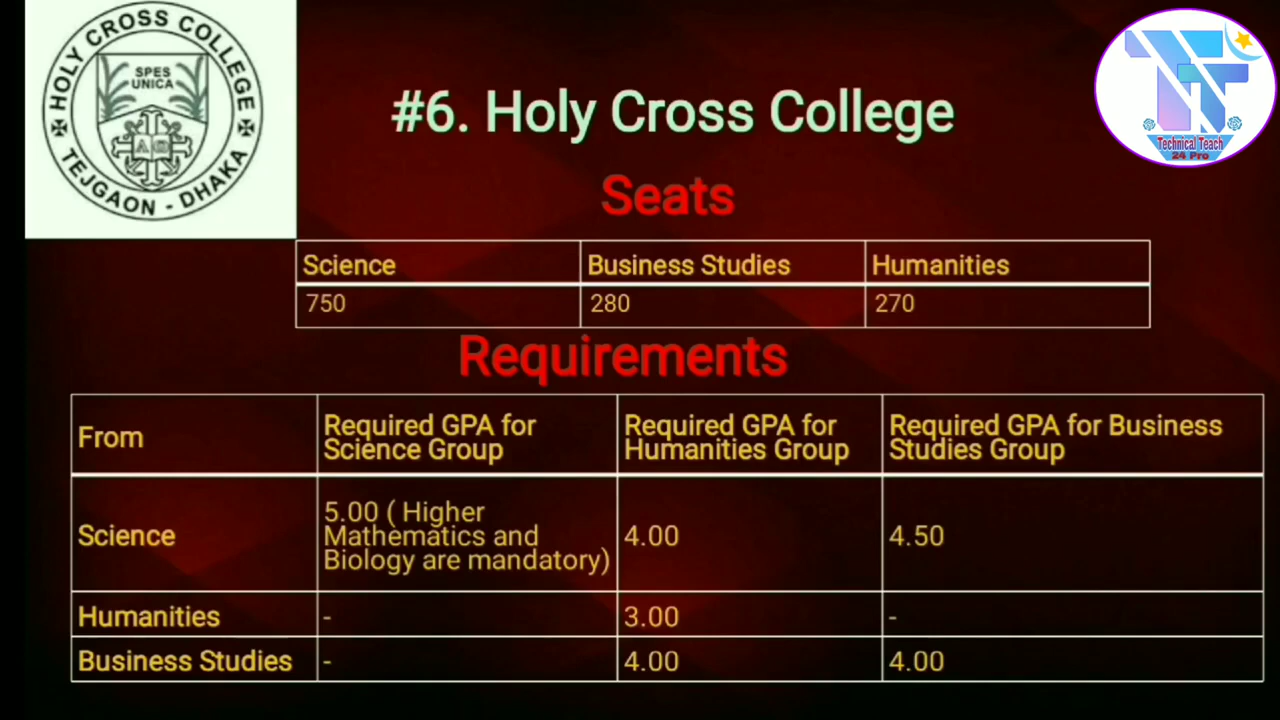 HOLY CROSS COLLEGE
SPES
UNICA
TEJGAON - DHAKA
#6. Holy Cross College
Technical Teach
24 Pro
Seats
Science Business Studies Humanities
750 280 270
Requirements
From
Required GPA for
Science Group
Required GPA for
Humanities Group
Required GPA for Business
Studies Group
Science
5.00 ( Higher
Mathematics and
Biology are mandatory)
4.00
4.50
Humanities - 3.00 -
Business Studies - 4.00 4.00